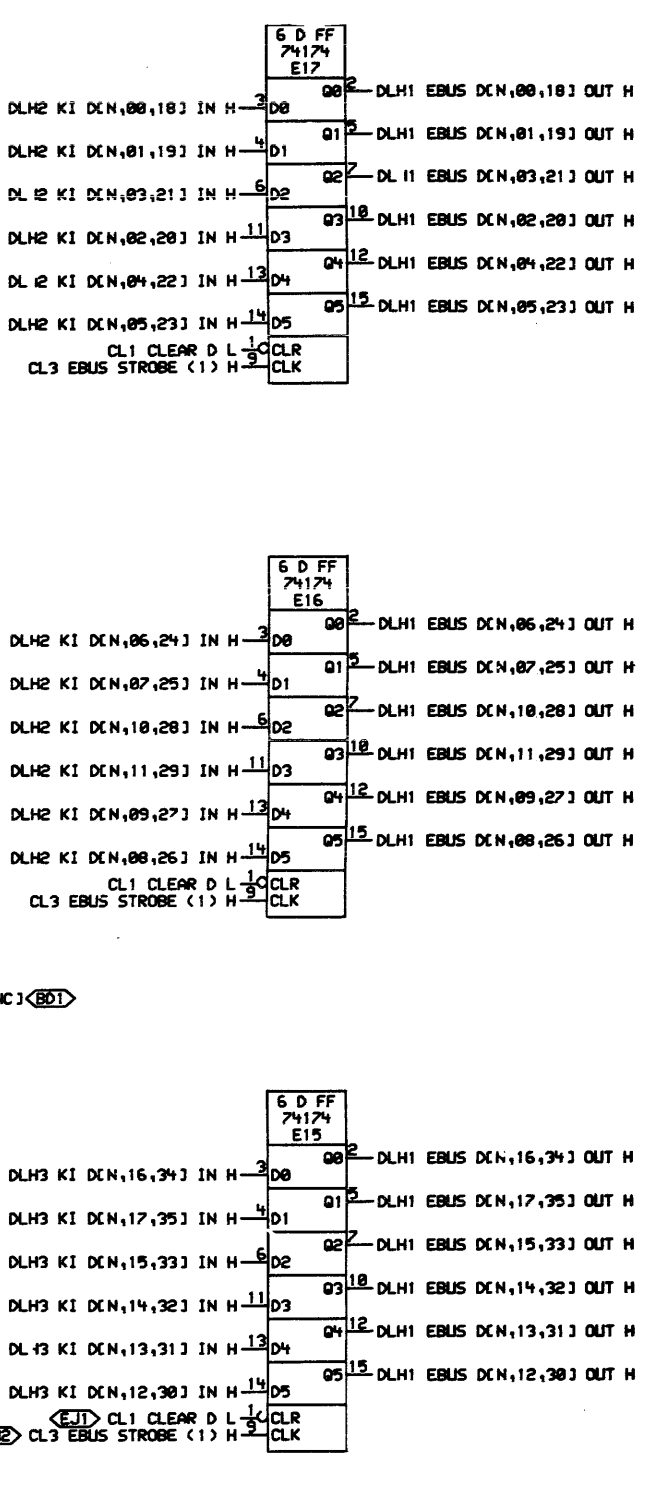 6 D FF
74174
E17
Q0 2 DLH1 EBUS D[N,00,18] OUT H
DLH2 KI D[N,00,18] IN H 3 D0
Q1 5 DLH1 EBUS D[N,01,19] OUT H
DLH2 KI D[N,01,19] IN H 4 D1
Q2 7 DL I1 EBUS D[N,03,21] OUT H
DL I2 KI D[N,03,21] IN H 6 D2
Q3 10 DLH1 EBUS D[N,02,20] OUT H
DLH2 KI D[N,02,20] IN H 11 D3
Q4 12 DLH1 EBUS D[N,04,22] OUT H
DL I2 KI D[N,04,22] IN H 13 D4
Q5 15 DLH1 EBUS D[N,05,23] OUT H
DLH2 KI D[N,05,23] IN H 14 D5
CL1 CLEAR D L 1 CLR
CL3 EBUS STROBE (1) H 9 CLK
6 D FF
74174
E16
Q0 2 DLH1 EBUS D[N,06,24] OUT H
DLH2 KI D[N,06,24] IN H 3 D0
Q1 5 DLH1 EBUS D[N,07,25] OUT H
DLH2 KI D[N,07,25] IN H 4 D1
Q2 7 DLH1 EBUS D[N,10,28] OUT H
DLH2 KI D[N,10,28] IN H 6 D2
Q3 10 DLH1 EBUS D[N,11,29] OUT H
DLH2 KI D[N,11,29] IN H 11 D3
Q4 12 DLH1 EBUS D[N,09,27] OUT H
DLH2 KI D[N,09,27] IN H 13 D4
Q5 15 DLH1 EBUS D[N,08,26] OUT H
DLH2 KI D[N,08,26] IN H 14 D5
CL1 CLEAR D L 1 CLR
CL3 EBUS STROBE (1) H 9 CLK
NC] BD1
6 D FF
74174
E15
Q0 2 DLH1 EBUS D[N,16,34] OUT H
DLH3 KI D[N,16,34] IN H 3 D0
Q1 5 DLH1 EBUS D[N,17,35] OUT H
DLH3 KI D[N,17,35] IN H 4 D1
Q2 7 DLH1 EBUS D[N,15,33] OUT H
DLH3 KI D[N,15,33] IN H 6 D2
Q3 10 DLH1 EBUS D[N,14,32] OUT H
DLH3 KI D[N,14,32] IN H 11 D3
Q4 12 DLH1 EBUS D[N,13,31] OUT H
DLH3 KI D[N,13,31] IN H 13 D4
Q5 15 DLH1 EBUS D[N,12,30] OUT H
DLH3 KI D[N,12,30] IN H 14 D5
EJ1 CL1 CLEAR D L 1 CLR
2 CL3 EBUS STROBE (1) H 9 CLK